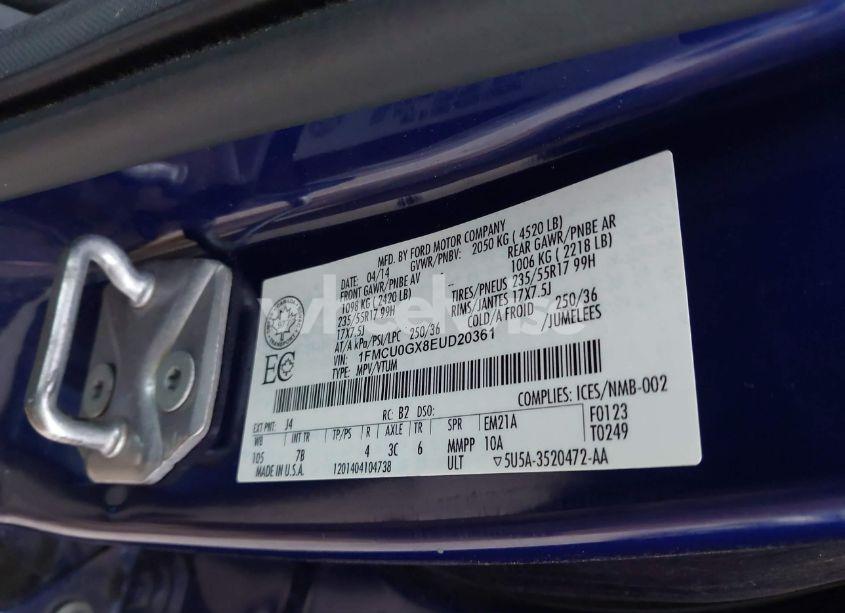 MFD. BY FORD MOTOR COMPANY
DATE: 04/14 GVWR/PNBV: 2050 KG ( 4520 LB)
FRONT GAWR/PNBE AV REAR GAWR/PNBE AR
1098 KG ( 2420 LB) 1006 KG ( 2218 LB)
235/55R17 99H TIRES/PNEUS 235/55R17 99H
17X7.5J RIMS/JANTES 17X7.5J
AT/A kPa/PSI/LPC 250/36 COLD/A FROID / 250/36
VIN: 1FMCU0GX8EUD20361 /JUMELEES
TYPE: MPV/VTUM
EC
COMPLIES: ICES/NMB-002
EXT PNT: J4 RC: B2 DSO:
WB INT TR TP/PS R AXLE TR SPR EM21A F0123
105 7B 4 3C 6 MMPP 10A T0249
MADE IN U.S.A. 1201404104738 ULT ▽5U5A-3520472-AA
wheelwise